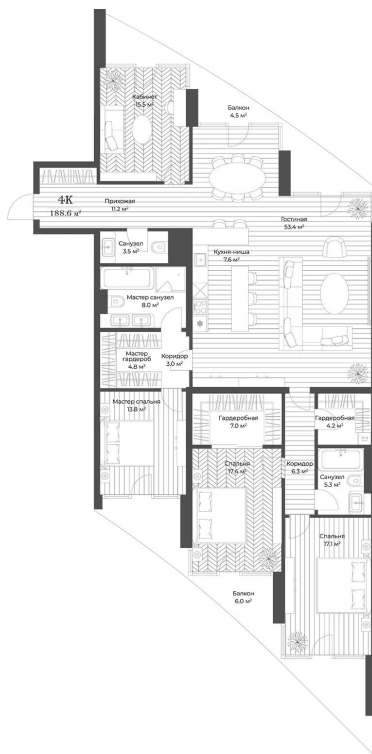 Кабинет
15.5 м²
Балкон
4.5 м²
4К
188.6 м²
Прихожая
11.2 м²
Гостиная
53.4 м²
Санузел
3.5 м²
Кухня-ниша
7.6 м²
Мастер санузел
8.0 м²
Мастер
гардероб
4.8 м²
Коридор
3.0 м²
Мастер спальня
13.8 м²
Гардеробная
7.0 м²
Гардеробная
4.2 м²
Спальня
17.4 м²
Коридор
6.3 м²
Санузел
5.3 м²
Спальня
17.1 м²
Балкон
6.0 м²